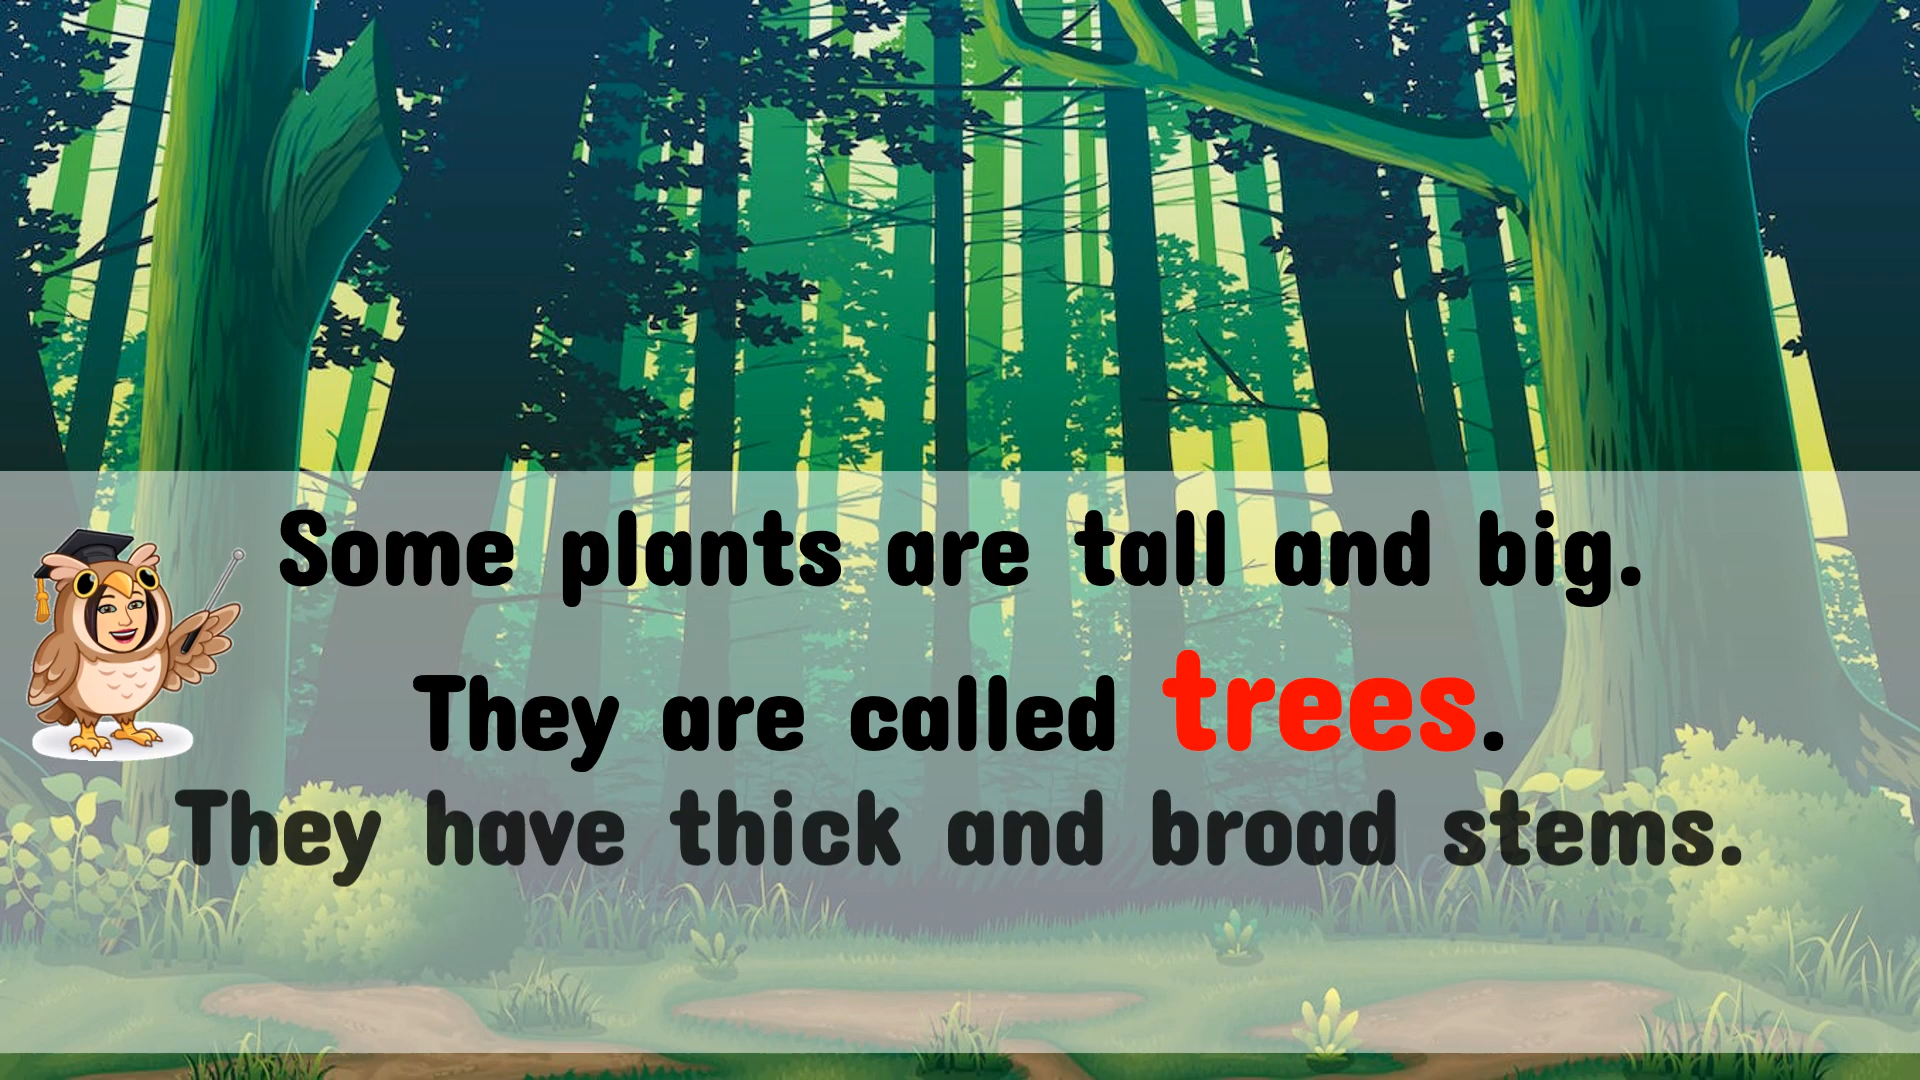 Some plants are tall and big.
They are called trees.
They have thick and broad stems.